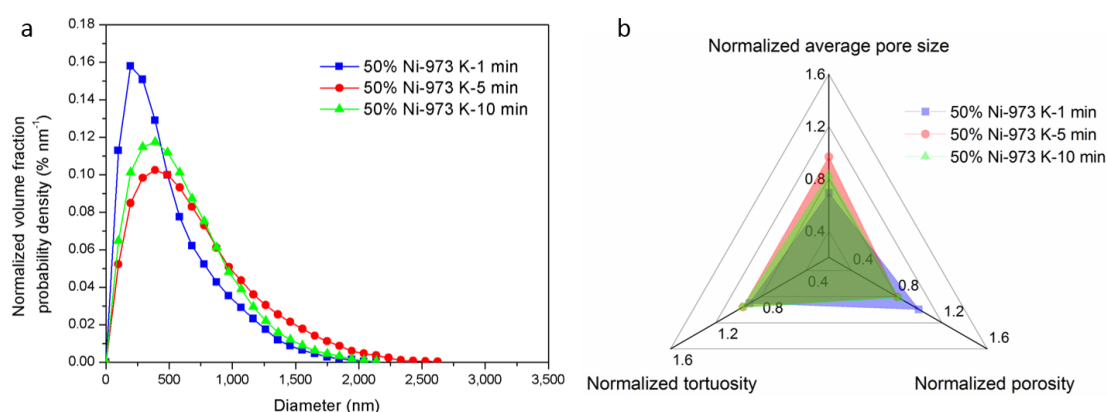 a
0.18
0.16
0.14
0.12
0.10
0.08
0.06
0.04
0.02
0.00
0
500
1,000
1,500
2,000
2,500
3,000
3,500
Normalized volume fraction
probability density (% nm⁻¹)
Diameter (nm)
50% Ni-973 K-1 min
50% Ni-973 K-5 min
50% Ni-973 K-10 min
b
Normalized average pore size
1.6
1.2
0.8
0.4
0.4
0.8
1.2
1.6
0.4
0.8
1.2
1.6
50% Ni-973 K-1 min
50% Ni-973 K-5 min
50% Ni-973 K-10 min
Normalized tortuosity
Normalized porosity